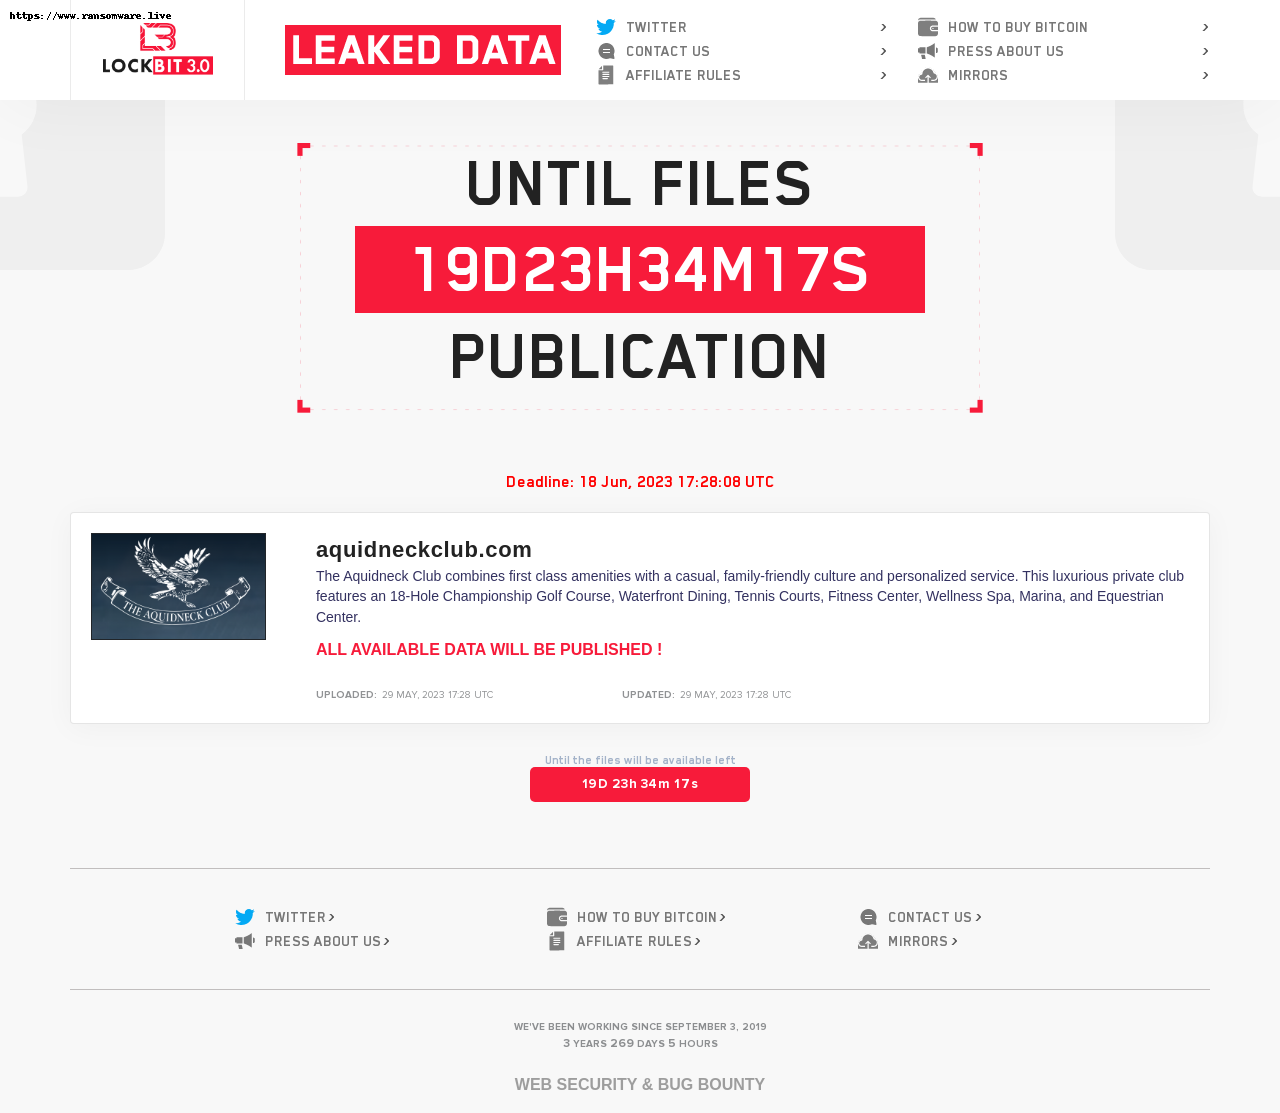 https://www.ransomware.live
LOCKBIT 3.0
LEAKED DATA
TWITTER
CONTACT US
AFFILIATE RULES
HOW TO BUY BITCOIN
PRESS ABOUT US
MIRRORS
UNTIL FILES
19D23H34M17S
PUBLICATION
Deadline: 18 Jun, 2023 17:28:08 UTC
THE AQUIDNECK CLUB
aquidneckclub.com
The Aquidneck Club combines first class amenities with a casual, family-friendly culture and personalized service. This luxurious private club
features an 18-Hole Championship Golf Course, Waterfront Dining, Tennis Courts, Fitness Center, Wellness Spa, Marina, and Equestrian
Center.
ALL AVAILABLE DATA WILL BE PUBLISHED !
UPLOADED: 29 MAY, 2023 17:28 UTC
UPDATED: 29 MAY, 2023 17:28 UTC
Until the files will be available left
19D 23h 34m 17s
TWITTER
HOW TO BUY BITCOIN
CONTACT US
PRESS ABOUT US
AFFILIATE RULES
MIRRORS
WE'VE BEEN WORKING SINCE SEPTEMBER 3, 2019
3 YEARS 269 DAYS 5 HOURS
WEB SECURITY & BUG BOUNTY